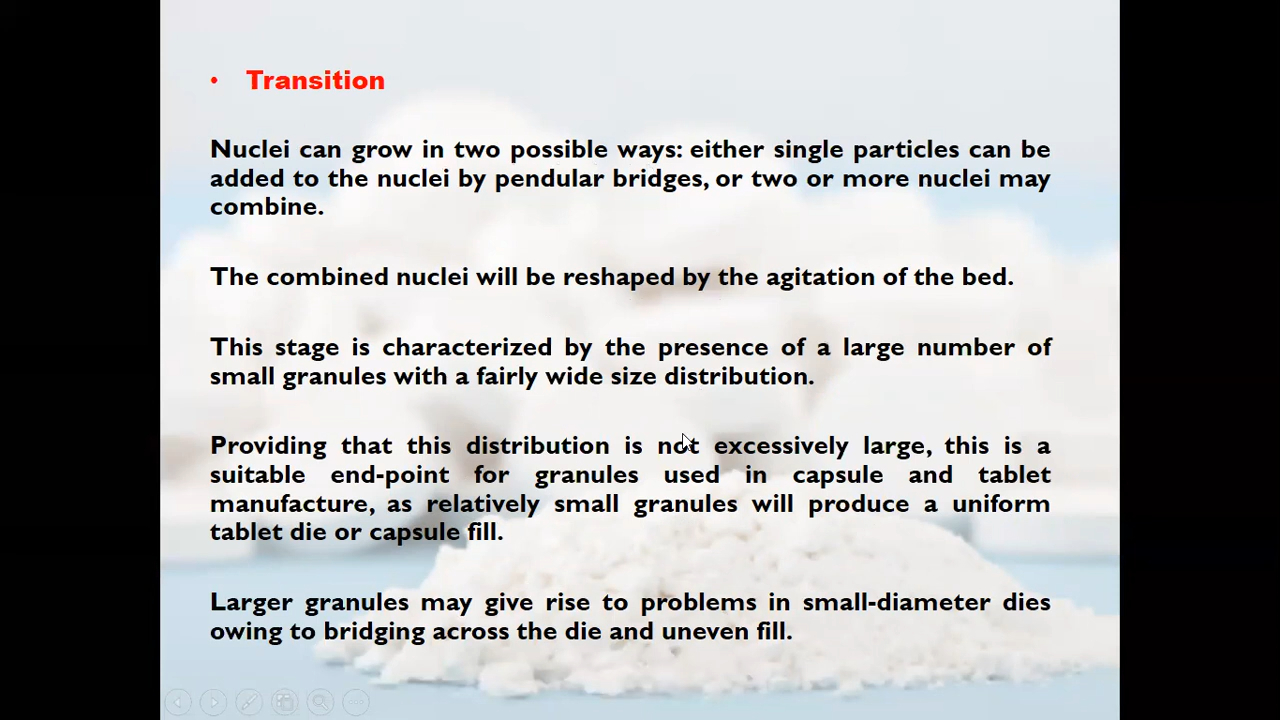 • Transition
Nuclei can grow in two possible ways: either single particles can be
added to the nuclei by pendular bridges, or two or more nuclei may
combine.
The combined nuclei will be reshaped by the agitation of the bed.
This stage is characterized by the presence of a large number of
small granules with a fairly wide size distribution.
Providing that this distribution is not excessively large, this is a
suitable end-point for granules used in capsule and tablet
manufacture, as relatively small granules will produce a uniform
tablet die or capsule fill.
Larger granules may give rise to problems in small-diameter dies
owing to bridging across the die and uneven fill.